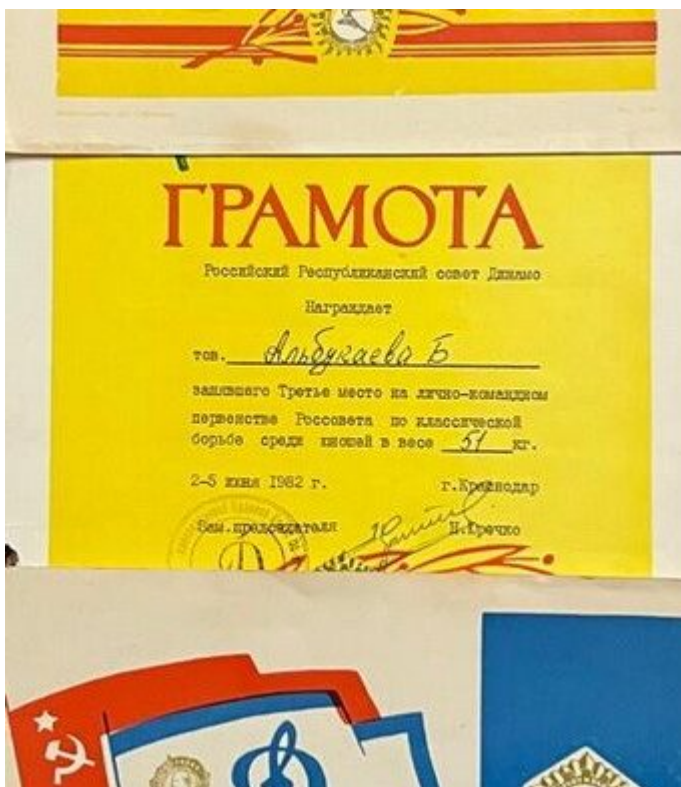 ГРАМОТА
Российский Республиканский совет Динамо
Награждает
тов. Альбукаева Б
занявшего Третье место на лично-командном
первенстве Россовета по классической
борьбе среди юношей в весе 51 кг.
2-5 июня 1982 г. г.Краснодар
Зам.председателя Н.Гречко